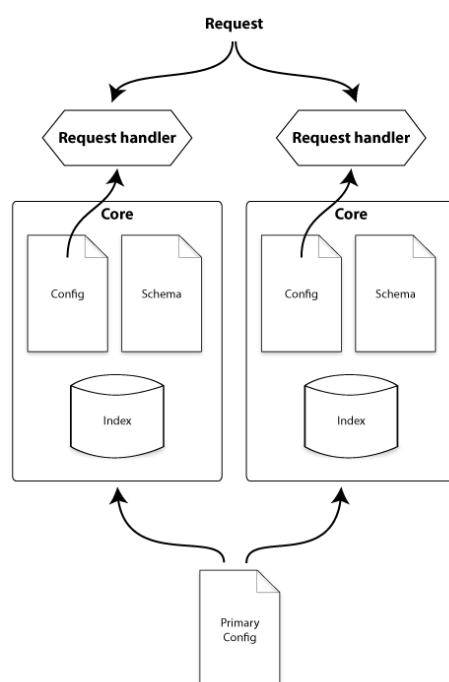 Request
Request handler
Request handler
Core
Core
Config
Schema
Config
Schema
Index
Index
Primary
Config